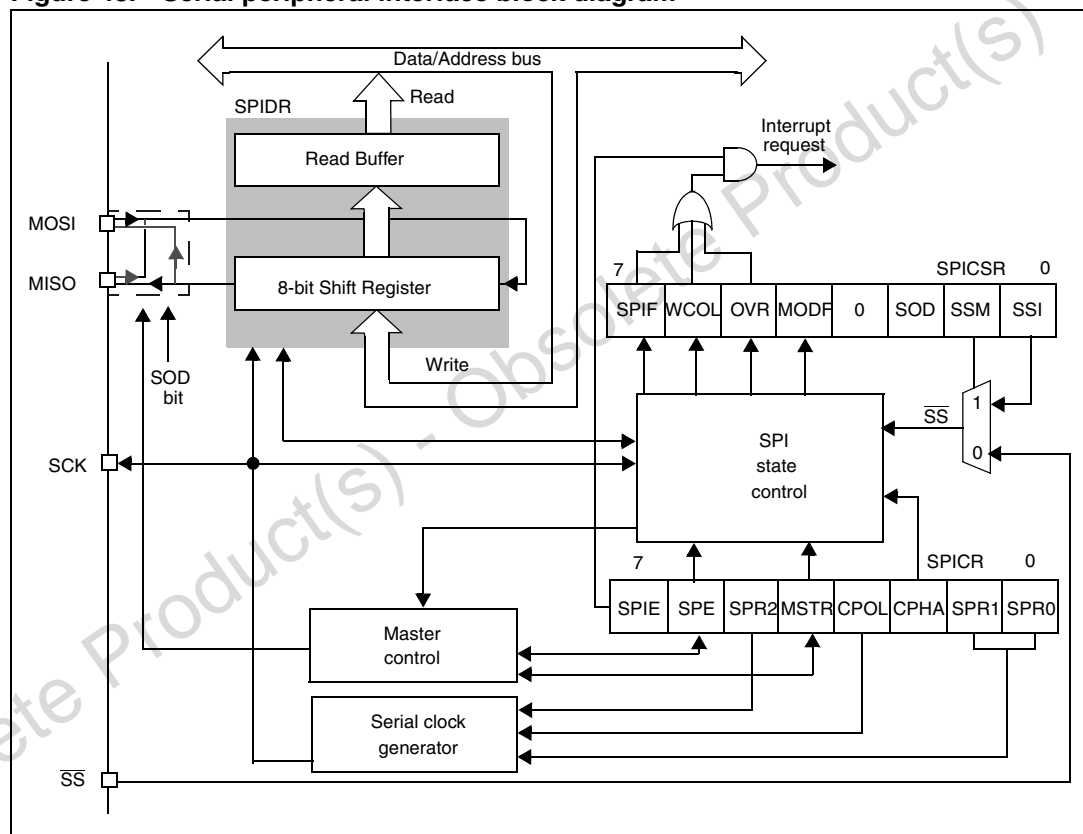 Figure 48. Serial peripheral interface block diagram
Data/Address bus
Read
SPIDR
Interrupt
request
Read Buffer
MOSI
MISO
8-bit Shift Register
7
SPICSR
0
SPIF WCOL OVR MODF 0 SOD SSM SSI
Write
SOD
bit
1
SS
0
SCK
SPI
state
control
7
SPICR
0
SPIE SPE SPR2 MSTR CPOL CPHA SPR1 SPR0
Master
control
Serial clock
generator
SS
lete Product(s) - Obsolete Product(s)